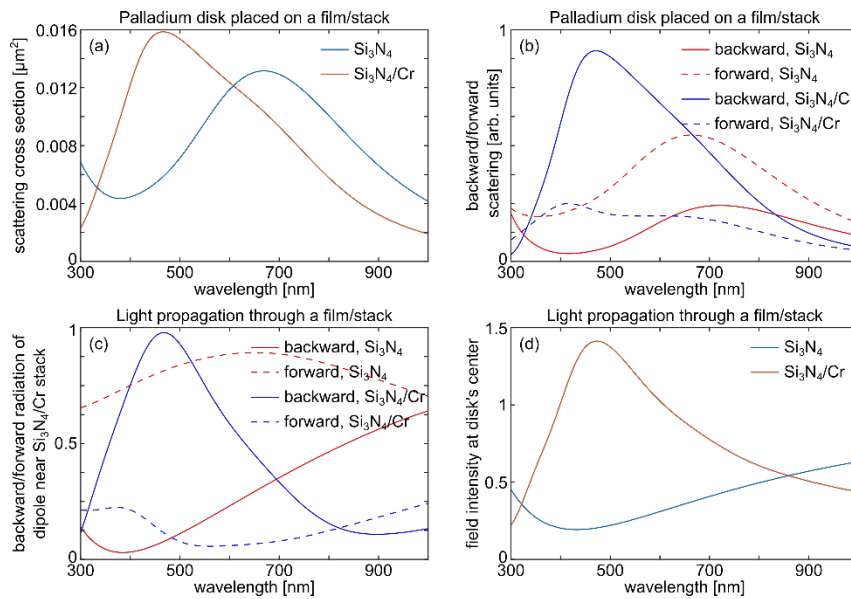 Palladium disk placed on a film/stack
(a)
Si₃N₄
Si₃N₄/Cr
scattering cross section [μm²]
0.016
0.012
0.008
0.004
0
300 500 700 900
wavelength [nm]
Palladium disk placed on a film/stack
(b)
backward, Si₃N₄
forward, Si₃N₄
backward, Si₃N₄/C
forward, Si₃N₄/Cr
backward/forward
scattering [arb. units]
1
0
300 500 700 900
wavelength [nm]
Light propagation through a film/stack
(c)
backward, Si₃N₄
forward, Si₃N₄
backward, Si₃N₄/Cr
forward, Si₃N₄/Cr
backward/forward radiation of
dipole near Si₃N₄/Cr stack
1
0.5
0
300 500 700 900
wavelength [nm]
Light propagation through a film/stack
(d)
Si₃N₄
Si₃N₄/Cr
field intensity at disk's center
1.5
1
0.5
0
300 500 700 900
wavelength [nm]